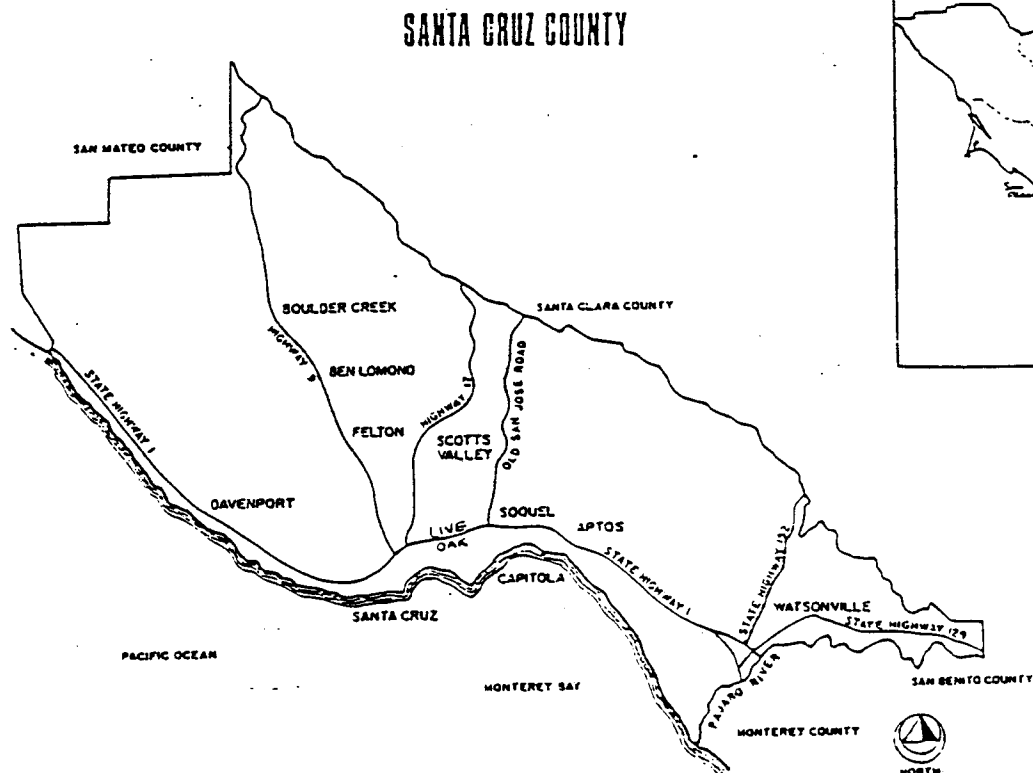 SANTA CRUZ COUNTY
SAN MATEO COUNTY
BOULDER CREEK
SANTA CLARA COUNTY
HIGHWAY 9
BEN LOMOND
HIGHWAY 17
OLD SAN JOSE ROAD
STATE HIGHWAY 1
FELTON
SCOTTS
VALLEY
DAVENPORT
LIVE
OAK
SOQUEL
APTOS
STATE HIGHWAY 1
STATE HIGHWAY 152
CAPITOLA
SANTA CRUZ
WATSONVILLE
STATE HIGHWAY 129
PACIFIC OCEAN
MONTEREY BAY
PAJARO RIVER
SAN BENITO COUNTY
MONTEREY COUNTY
NORTH